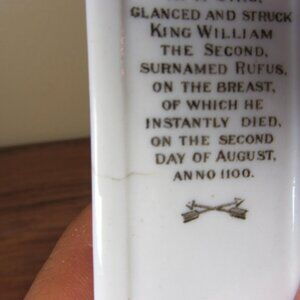 GLANCED AND STRUCK
KING WILLIAM
THE SECOND,
SURNAMED RUFUS,
ON THE BREAST,
OF WHICH HE
INSTANTLY DIED,
ON THE SECOND
DAY OF AUGUST,
ANNO 1100.